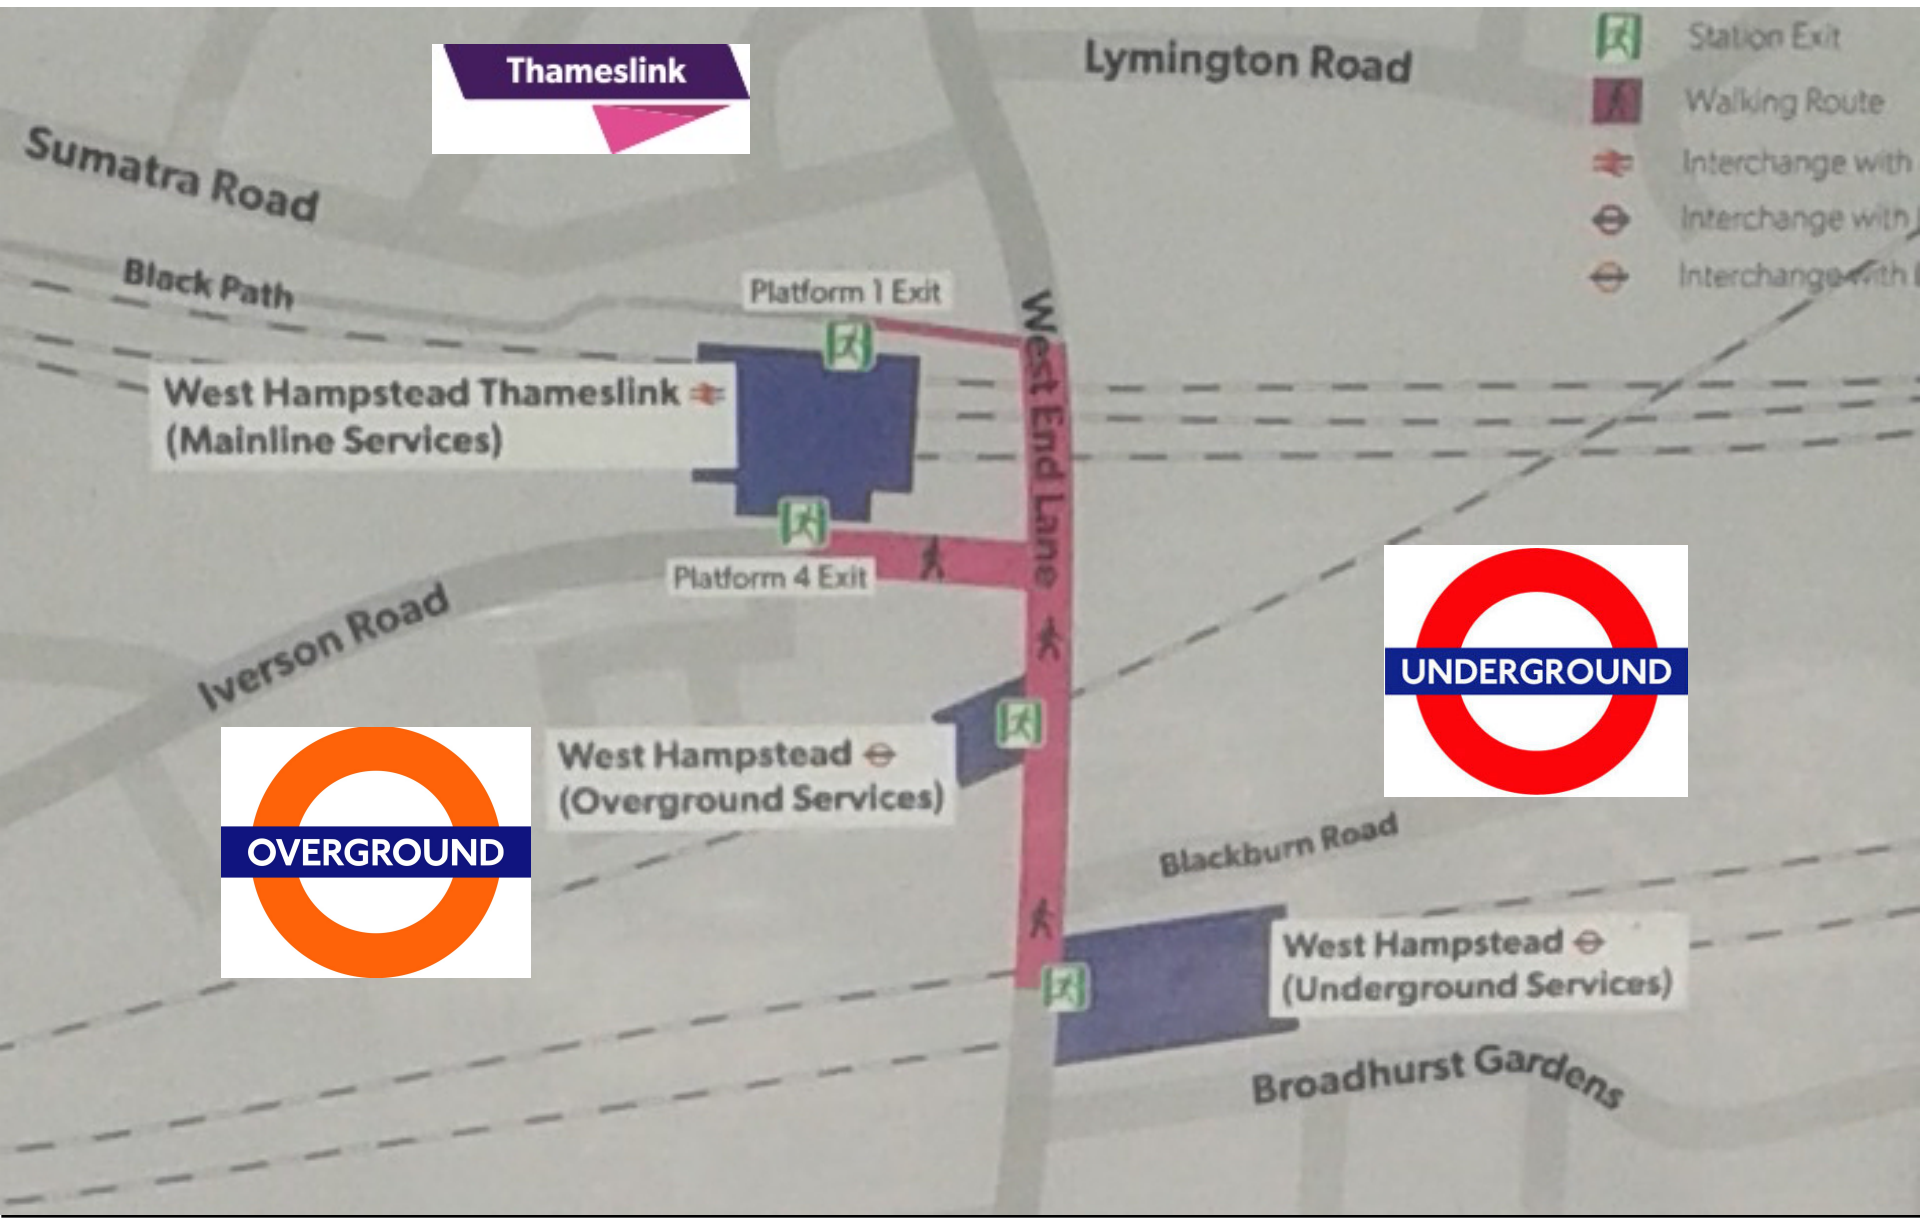 Thameslink
Lymington Road
Station Exit
Walking Route
Interchange with
Interchange with
Interchange with
Sumatra Road
Black Path
Platform 1 Exit
West End Lane
West Hampstead Thameslink
(Mainline Services)
Platform 4 Exit
Iverson Road
UNDERGROUND
West Hampstead
(Overground Services)
OVERGROUND
Blackburn Road
West Hampstead
(Underground Services)
Broadhurst Gardens